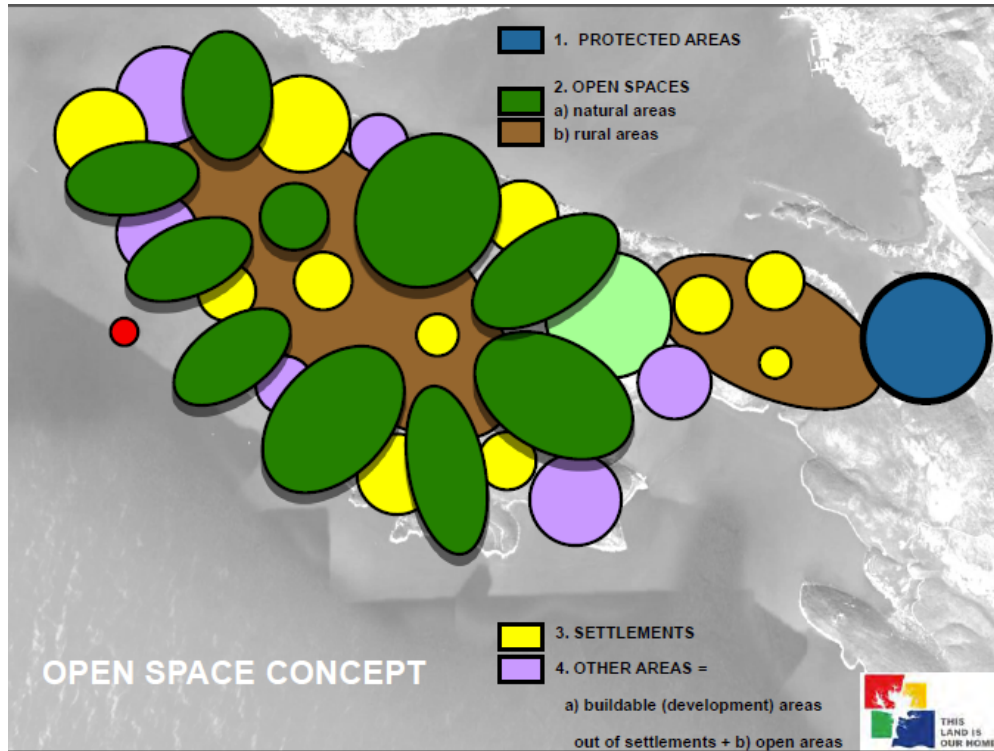 1. PROTECTED AREAS
2. OPEN SPACES
a) natural areas
b) rural areas
3. SETTLEMENTS
4. OTHER AREAS =
a) buildable (development) areas
out of settlements + b) open areas
OPEN SPACE CONCEPT
THIS
LAND IS
OUR HOME